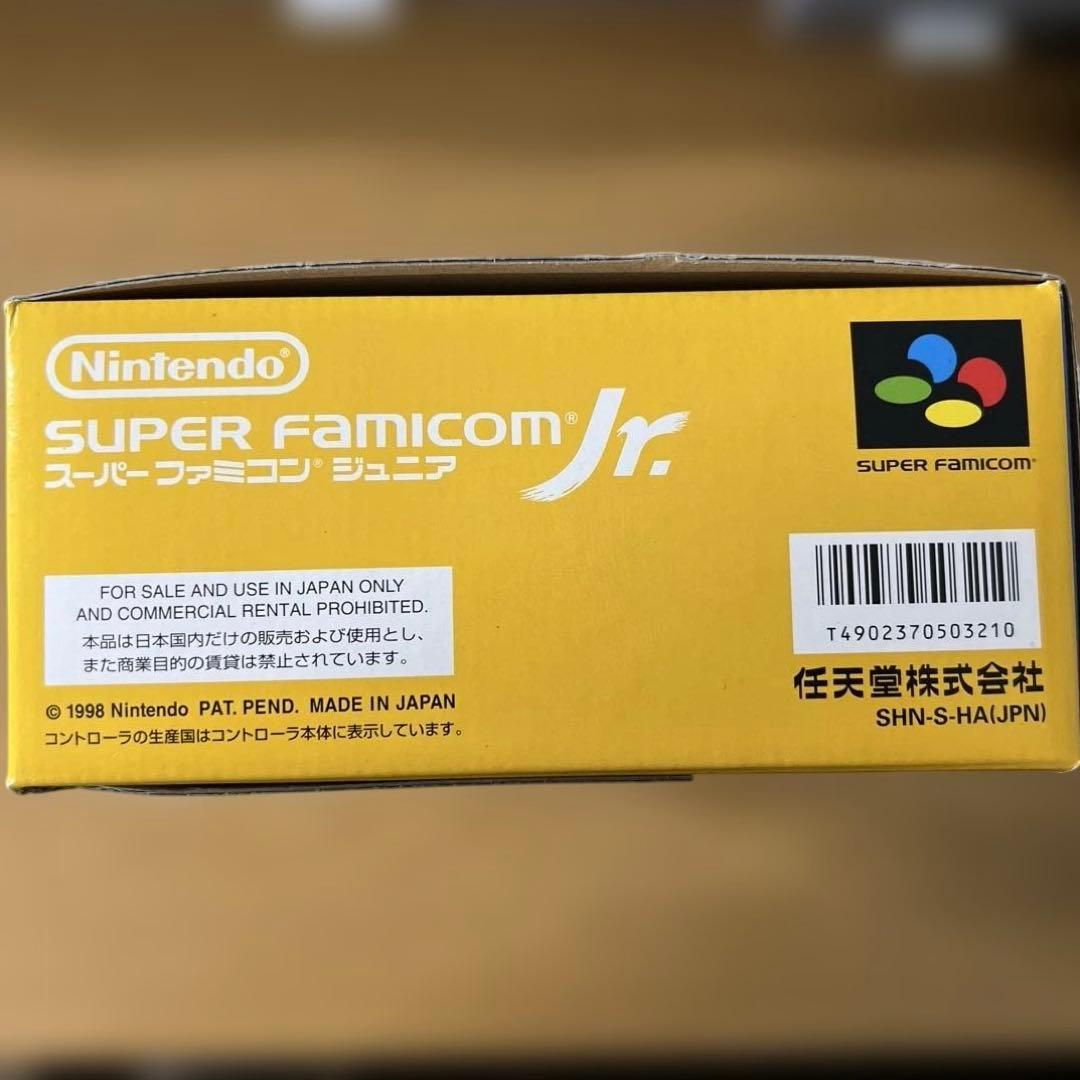 Nintendo®
SUPER FAMICOM® Jr.
スーパーファミコン® ジュニア
SUPER FAMICOM®
FOR SALE AND USE IN JAPAN ONLY
AND COMMERCIAL RENTAL PROHIBITED.
本品は日本国内だけの販売および使用とし、
また商業目的の賃貸は禁止されています。
© 1998 Nintendo PAT. PEND. MADE IN JAPAN
コントローラの生産国はコントローラ本体に表示しています。
T4902370503210
任天堂株式会社
SHN-S-HA(JPN)